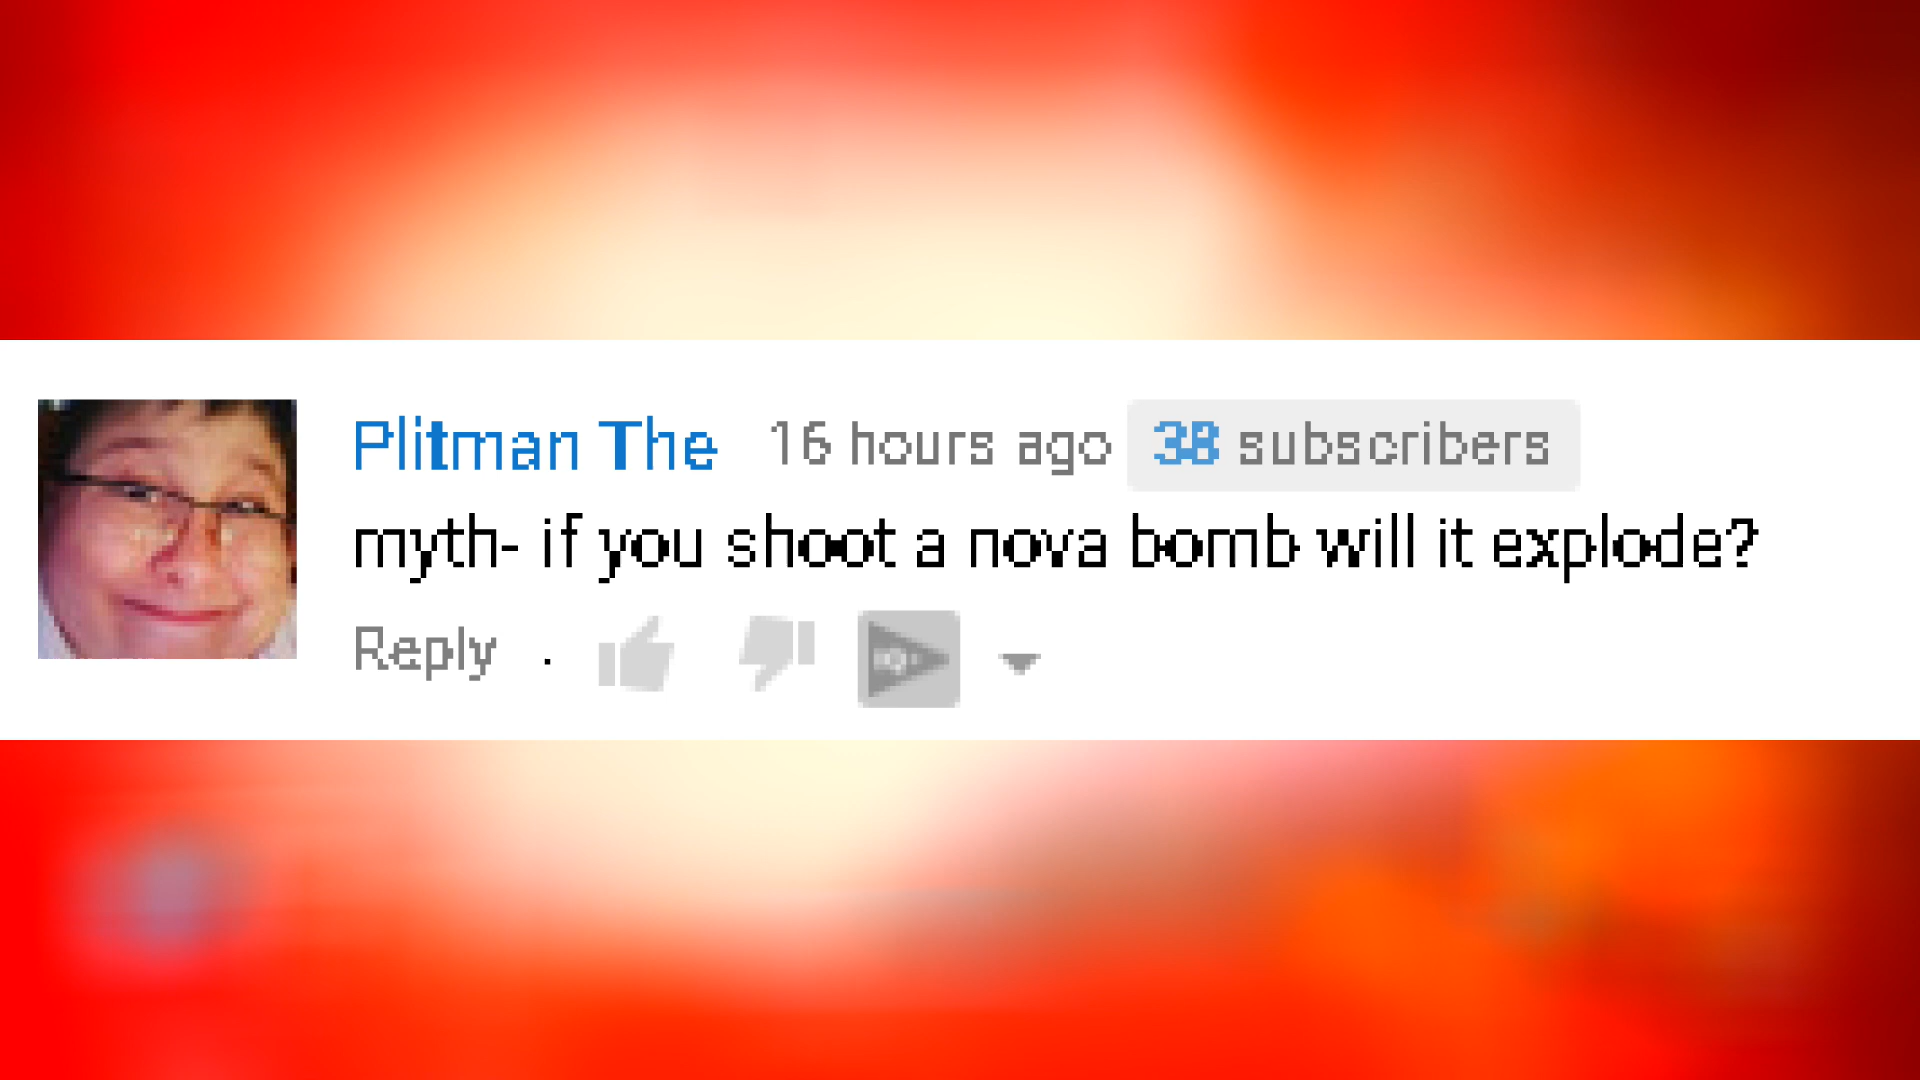 Plitman The 16 hours ago 38 subscribers
myth- if you shoot a nova bomb will it explode?
Reply ·